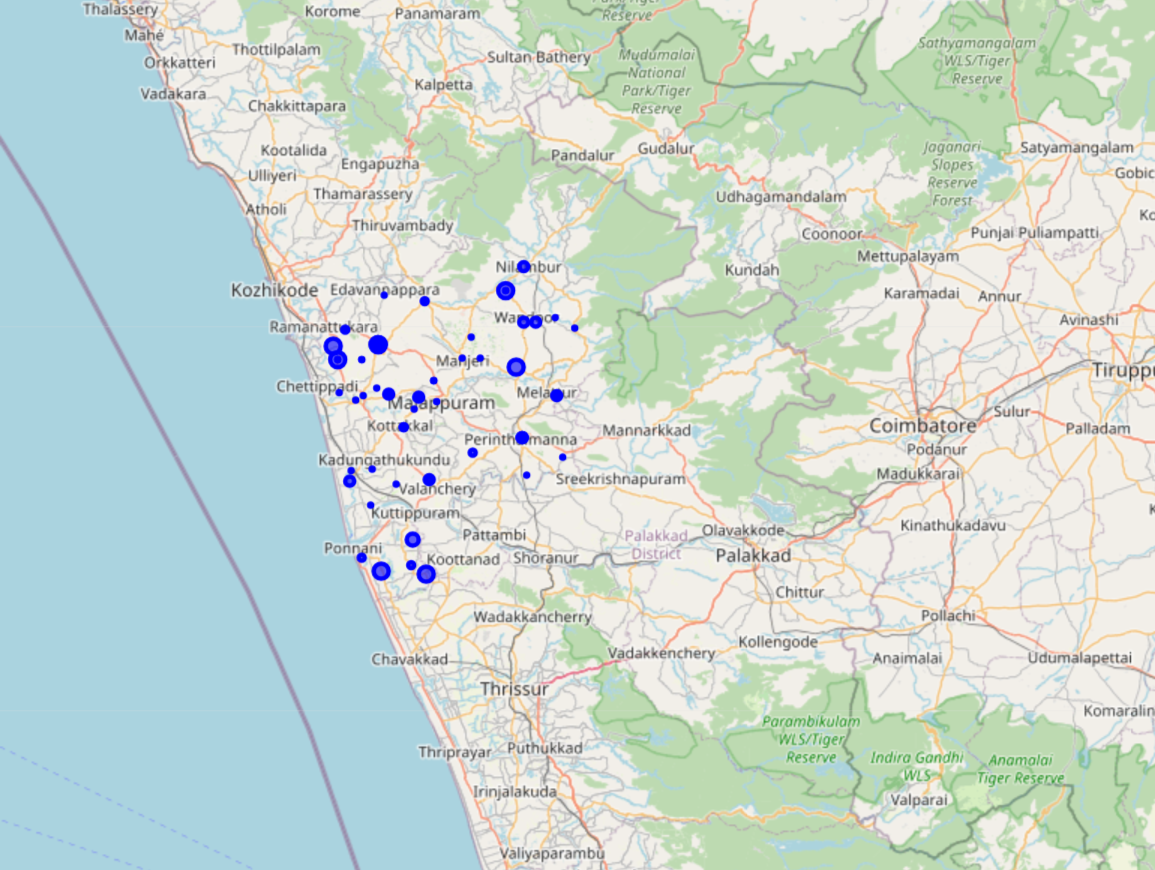 Thalassery
Korome
Panamaram
Reserve
Mahé
Thottilpalam
Sathyamangalam
WLS/Tiger
Reserve
Orkkatteri
Sultan Bathery
Mudumalai
National
Park/Tiger
Reserve
Kalpetta
Vadakara
Chakkittapara
Kootalida
Engapuzha
Pandalur
Gudalur
Jaganari
Slopes
Reserve
Forest
Satyamangalam
Ulliyeri
Gobic
Thamarassery
Udhagamandalam
Atholi
Thiruvambady
Coonoor
Punjai Puliampatti
Mettupalayam
Kundah
Kozhikode
Edavannappara
Karamadai
Annur
Ramanattukara
Avinashi
Manjeri
Tiruppu
Chettippadi
Malappuram
Sulur
Kottakkal
Perinthalmanna
Mannarkkad
Coimbatore
Palladam
Podanur
Kadungathukundu
Madukkarai
Valanchery
Sreekrishnapuram
Kuttippuram
Kinathukadavu
Pattambi
Palakkad
District
Olavakkode
Ponnani
Koottanad
Shoranur
Palakkad
Chittur
Wadakkancherry
Pollachi
Kollengode
Chavakkad
Vadakkenchery
Anaimalai
Udumalapettai
Thrissur
Komaralin
Parambikulam
WLS/Tiger
Reserve
Thriprayar
Puthukkad
Indira Gandhi
WLS
Anamalai
Tiger Reserve
Irinjalakuda
Valparai
Valiyaparambu